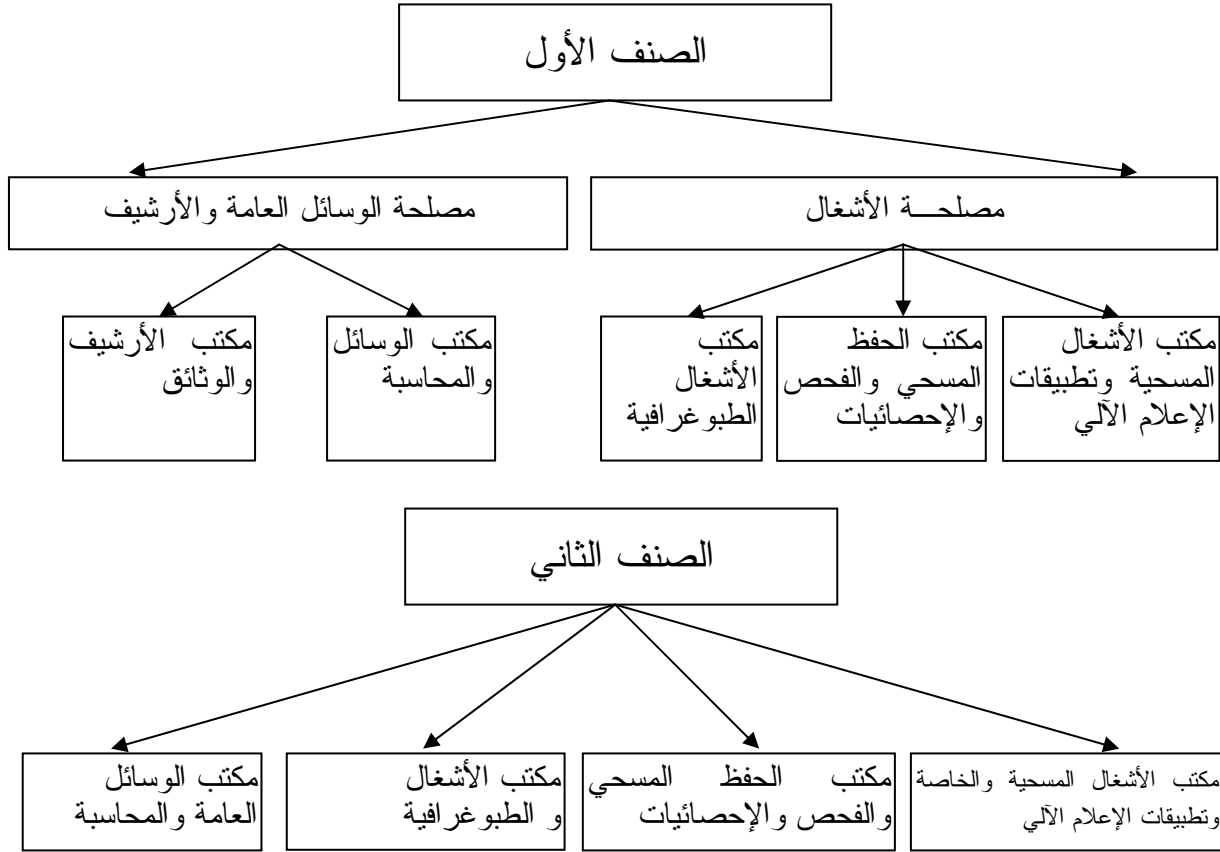 الصنف الأول
مصلحـــة الأشغال
مصلحة الوسائل العامة والأرشيف
مكتب الأشغال
المسحية وتطبيقات
الإعلام الآلي
مكتب الحفظ
المسحي والفحص
والإحصائيات
مكتب
الأشغال
الطبوغرافية
مكتب الوسائل
والمحاسبة
مكتب الأرشيف
والوثائق
الصنف الثاني
مكتب الأشغال المسحية والخاصة
وتطبيقات الإعلام الآلي
مكتب الحفظ المسحي
والفحص والإحصائيات
مكتب الأشغال
و الطبوغرافية
مكتب الوسائل
العامة والمحاسبة